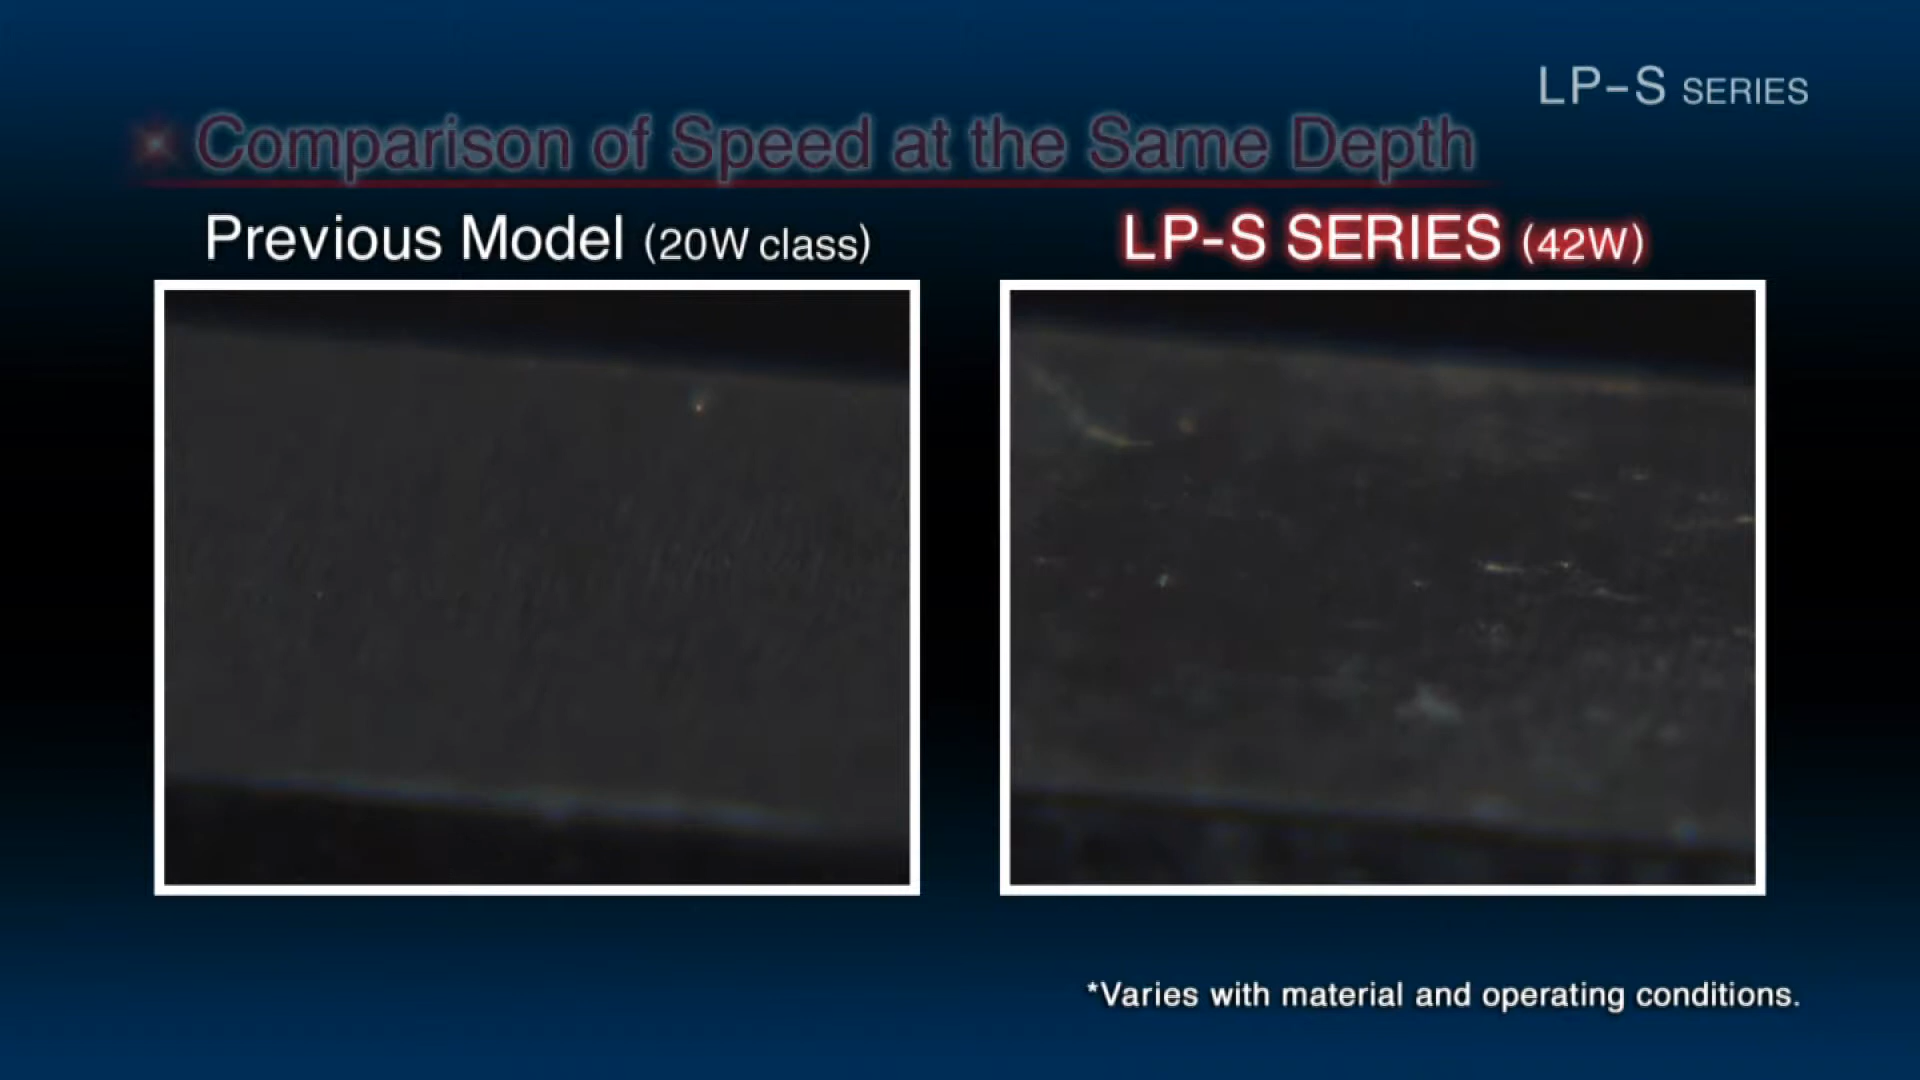 LP-S SERIES
Comparison of Speed at the Same Depth
Previous Model (20W class)
LP-S SERIES (42W)
*Varies with material and operating conditions.